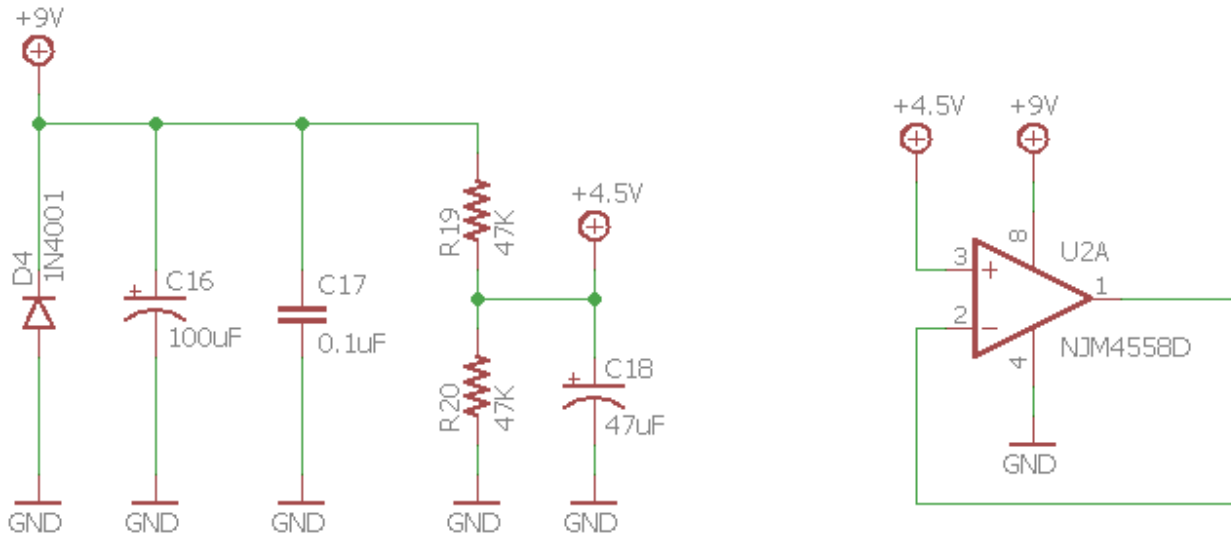 +9V
D4
1N4001
+
C16
100uF
C17
0.1uF
R19
47K
+4.5V
R20
47K
+
C18
47uF
GND
GND
GND
GND
GND
+4.5V
+9V
8
U2A
3
+
1
2
−
4
NJM4558D
GND